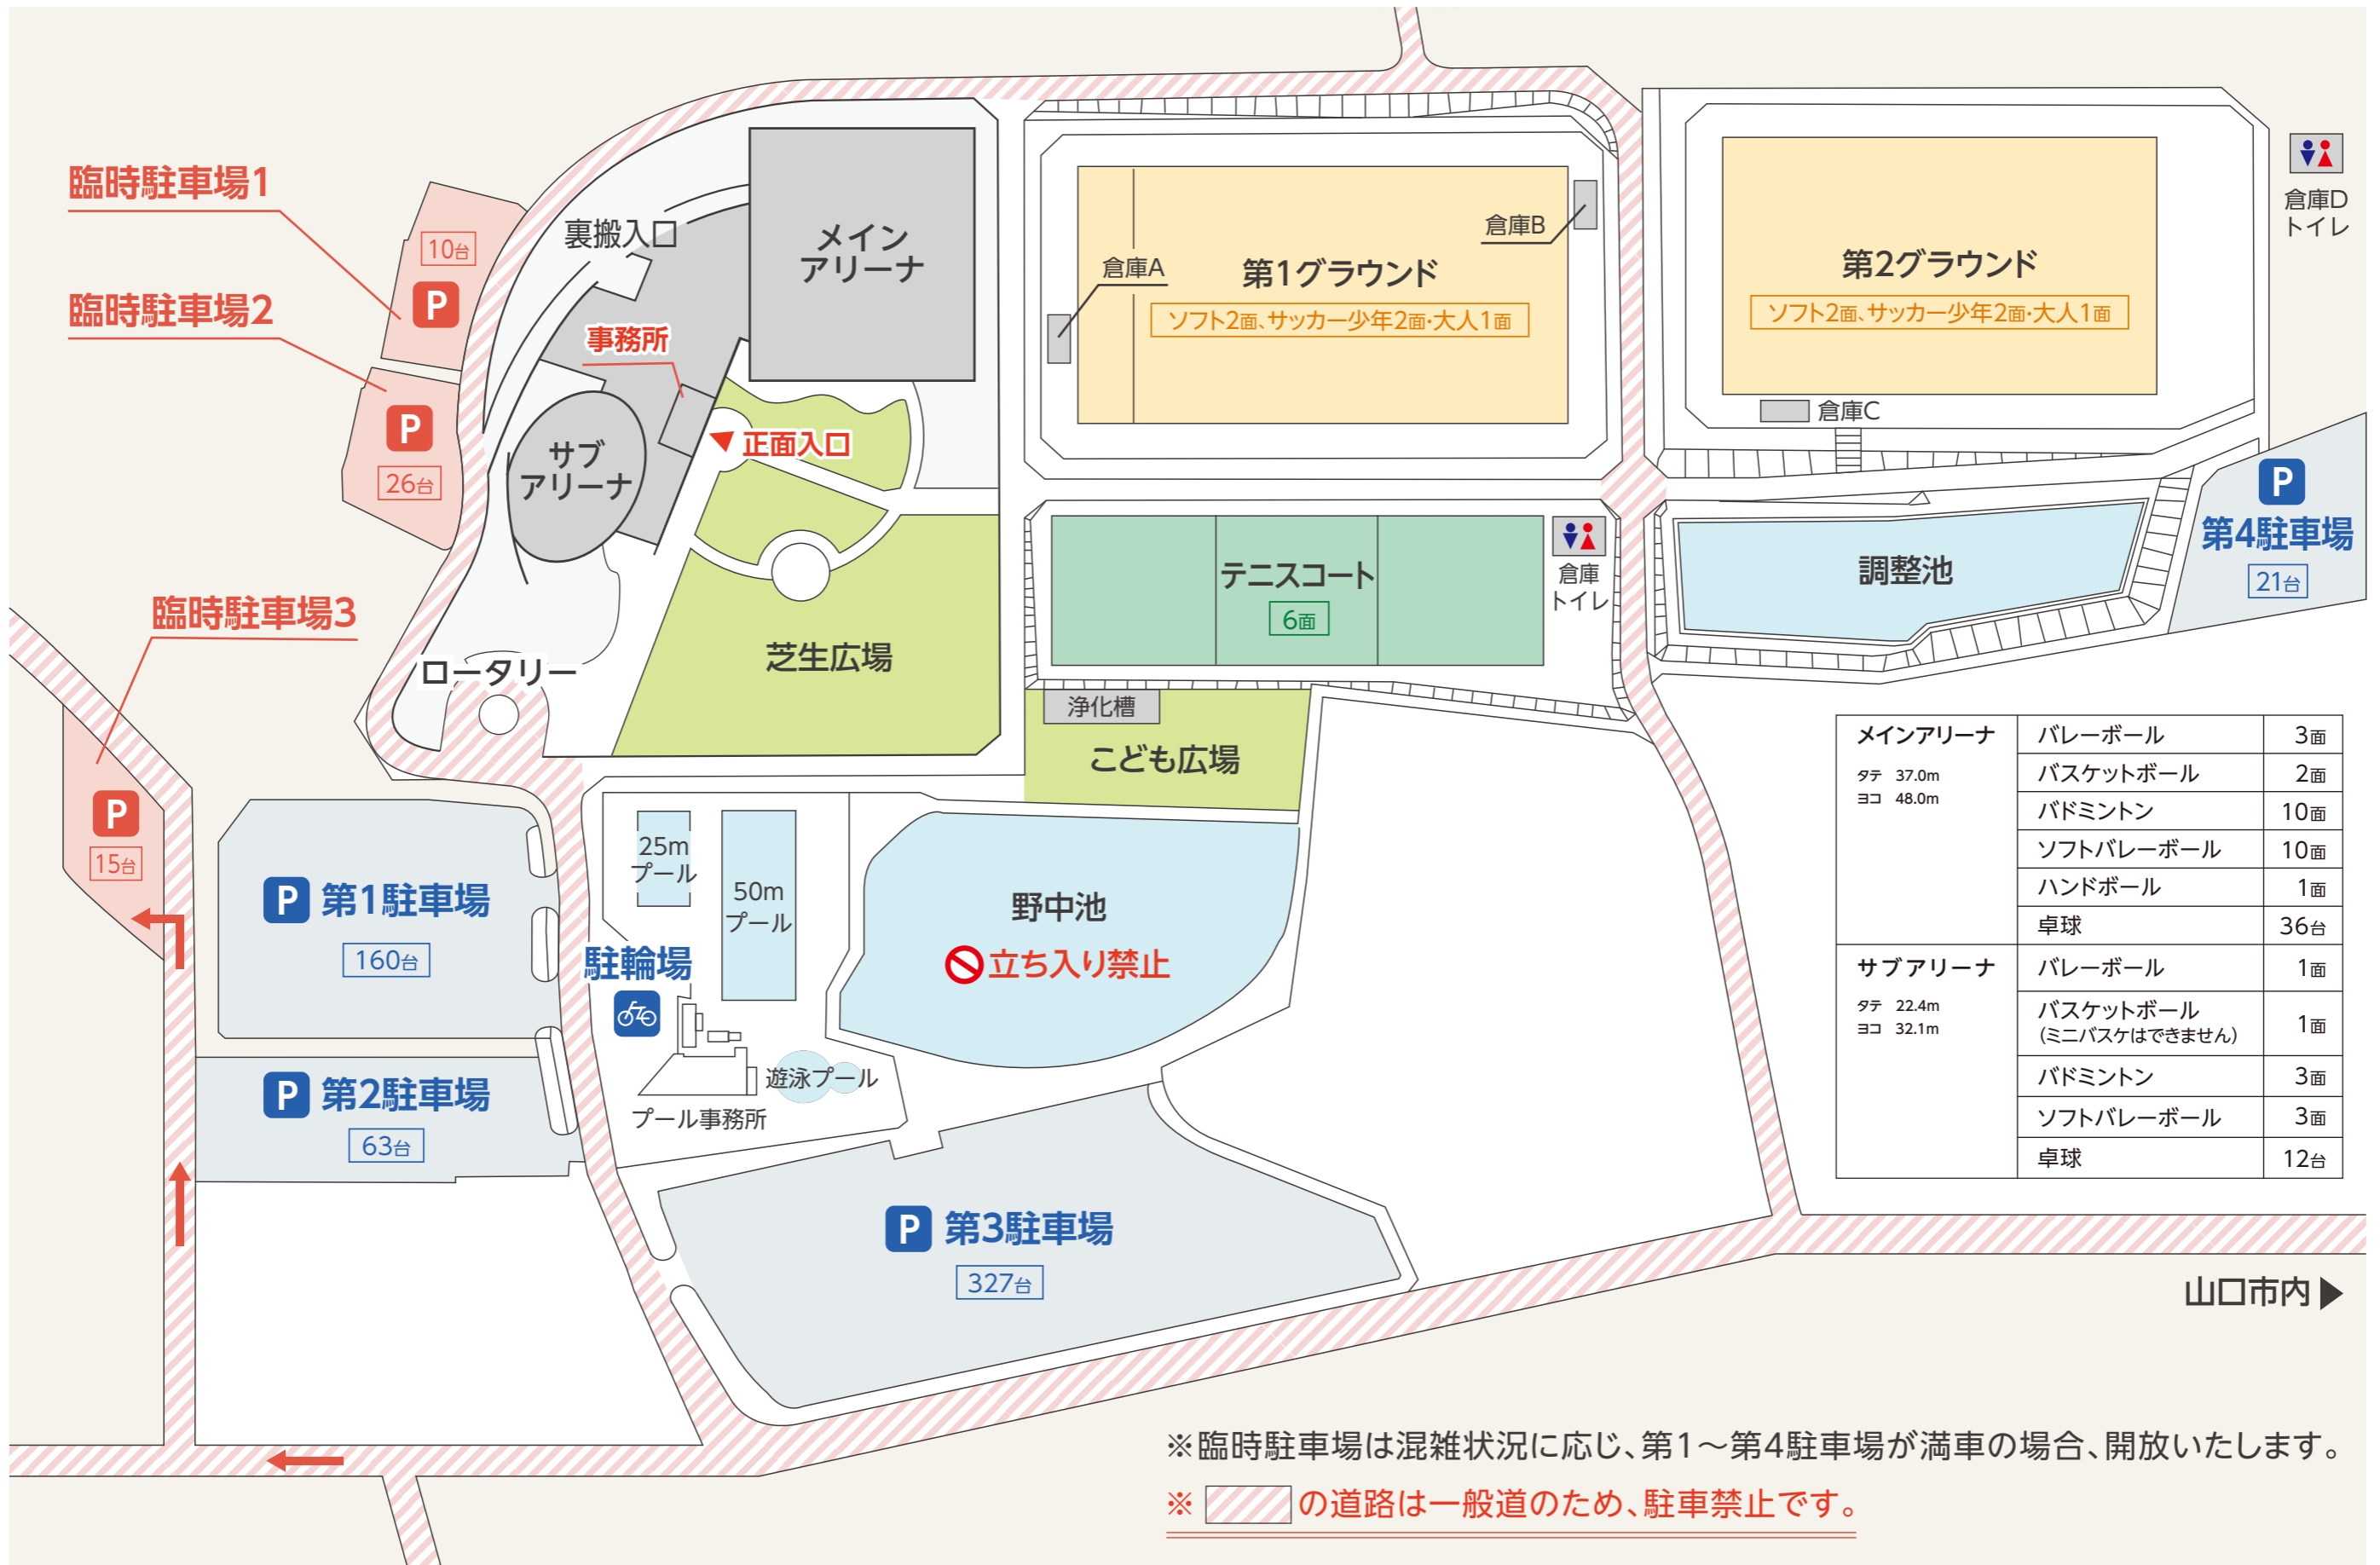 臨時駐車場1
10台
P
臨時駐車場2
P
26台
臨時駐車場3
P
15台
裏搬入口
メイン
アリーナ
事務所
正面入口
サブ
アリーナ
ロータリー
芝生広場
倉庫A
倉庫B
第1グラウンド
ソフト2面、サッカー少年2面・大人1面
第2グラウンド
ソフト2面、サッカー少年2面・大人1面
倉庫C
倉庫D
トイレ
テニスコート
6面
倉庫
トイレ
調整池
P
第4駐車場
21台
浄化槽
こども広場
25m
プール
50m
プール
野中池
立ち入り禁止
駐輪場
遊泳プール
プール事務所
P 第1駐車場
160台
P 第2駐車場
63台
P 第3駐車場
327台
メインアリーナ
タテ 37.0m
ヨコ 48.0m
バレーボール 3面
バスケットボール 2面
バドミントン 10面
ソフトバレーボール 10面
ハンドボール 1面
卓球 36台
サブアリーナ
タテ 22.4m
ヨコ 32.1m
バレーボール 1面
バスケットボール 1面
(ミニバスケはできません)
バドミントン 3面
ソフトバレーボール 3面
卓球 12台
山口市内▶
※臨時駐車場は混雑状況に応じ、第1〜第4駐車場が満車の場合、開放いたします。
※ の道路は一般道のため、駐車禁止です。